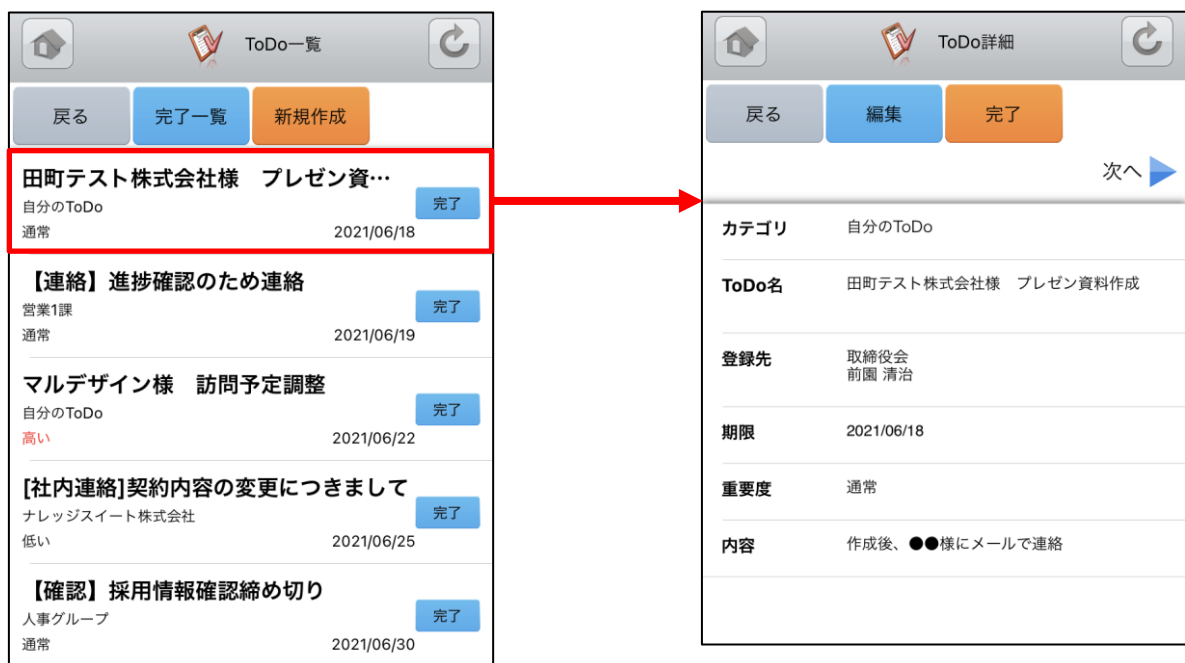 ToDo一覧
戻る 完了一覧 新規作成
田町テスト株式会社様　プレゼン資…
自分のToDo
完了
通常 2021/06/18
【連絡】進捗確認のため連絡
営業1課
完了
通常 2021/06/19
マルデザイン様　訪問予定調整
自分のToDo
完了
高い 2021/06/22
[社内連絡]契約内容の変更につきまして
ナレッジスイート株式会社
完了
低い 2021/06/25
【確認】採用情報確認締め切り
人事グループ
完了
通常 2021/06/30
ToDo詳細
戻る 編集 完了
次へ
カテゴリ 自分のToDo
ToDo名 田町テスト株式会社様　プレゼン資料作成
登録先 取締役会
前園 清治
期限 2021/06/18
重要度 通常
内容 作成後、●●様にメールで連絡